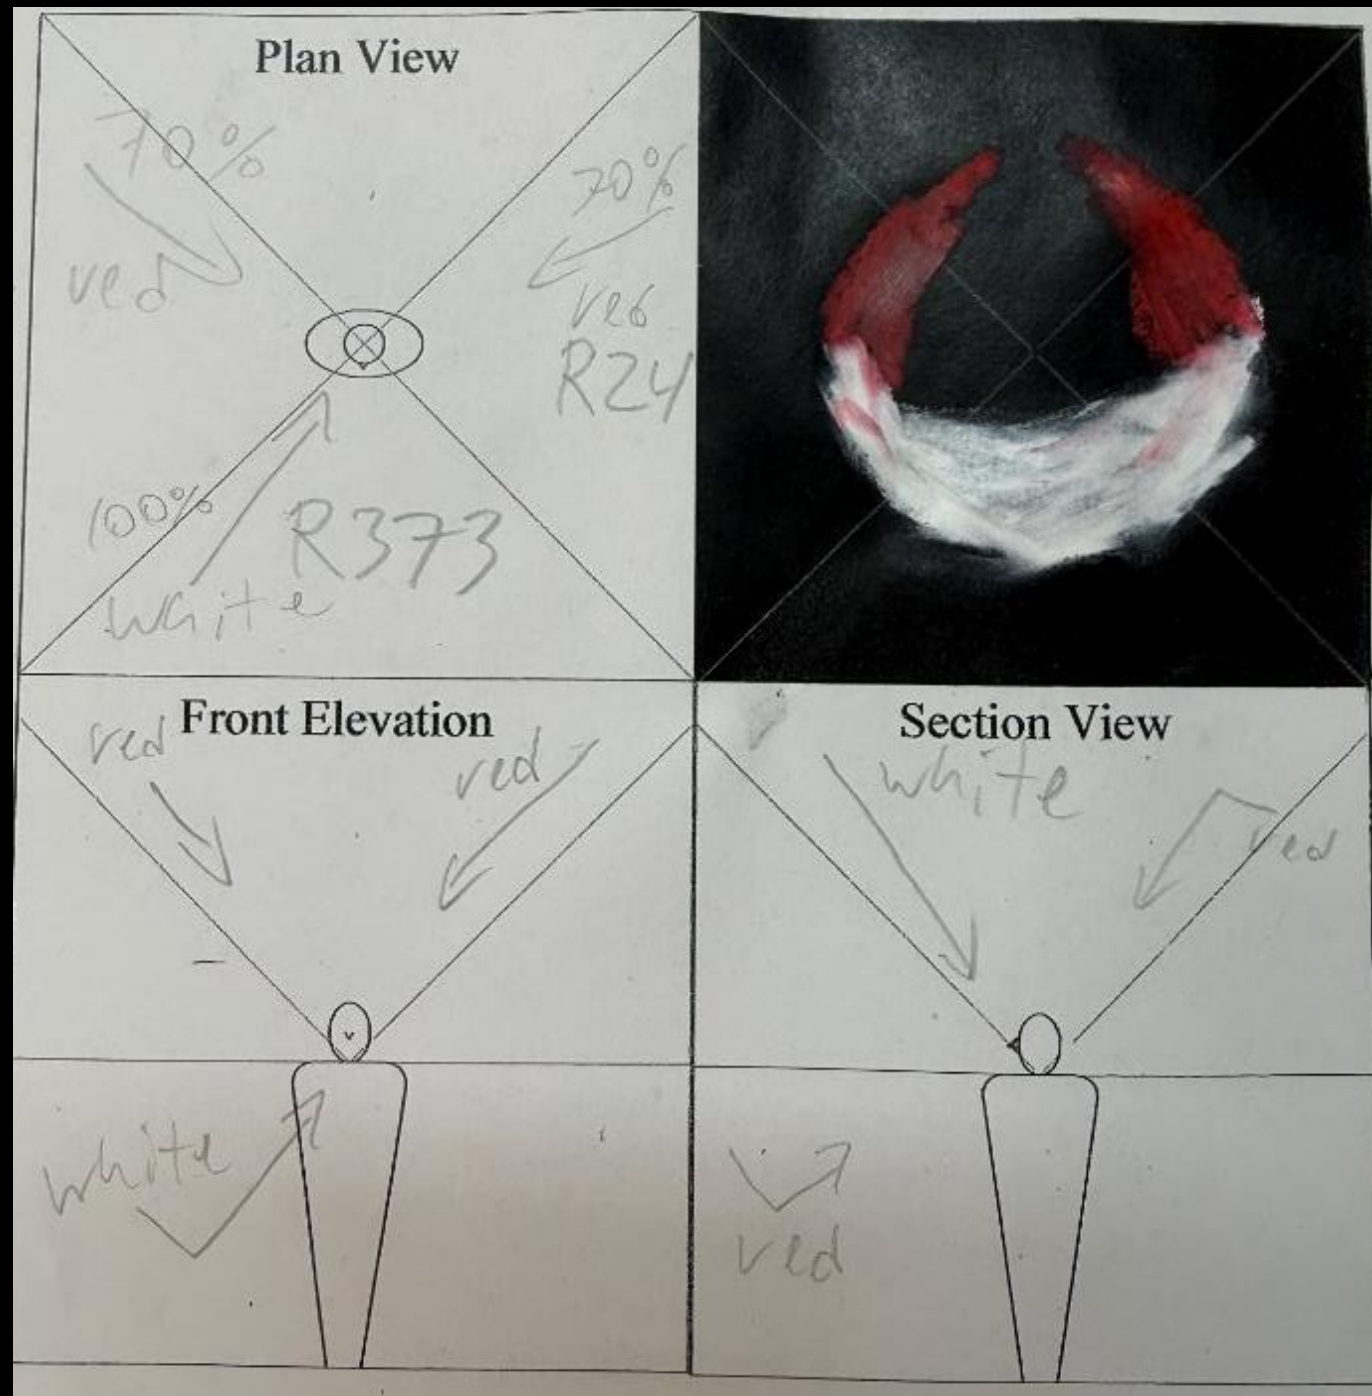 Plan View
70%
red
70%
red
R24
100%
R373
white
Front Elevation
red
red
white
Section View
white
red
red